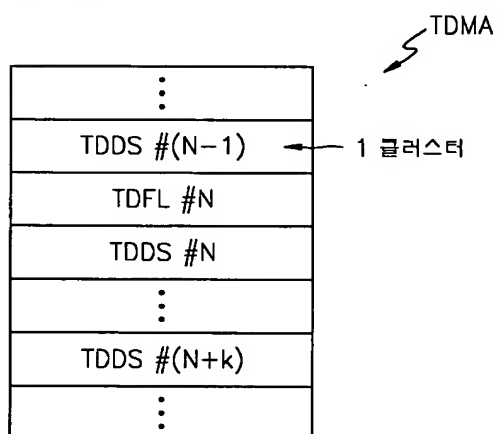 TDMA
⋮
TDDS #(N-1)
1 클러스터
TDFL #N
TDDS #N
⋮
TDDS #(N+k)
⋮